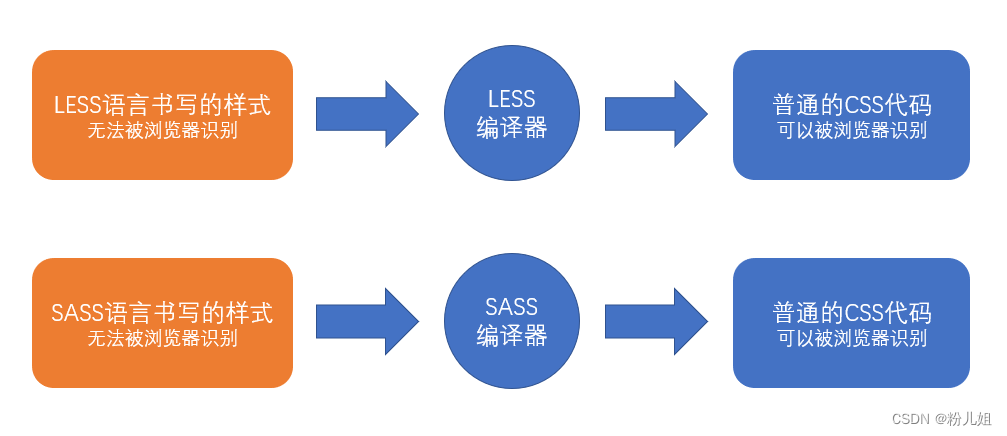 LESS语言书写的样式
无法被浏览器识别
LESS
编译器
普通的CSS代码
可以被浏览器识别
SASS语言书写的样式
无法被浏览器识别
SASS
编译器
普通的CSS代码
可以被浏览器识别
CSDN @粉儿姐